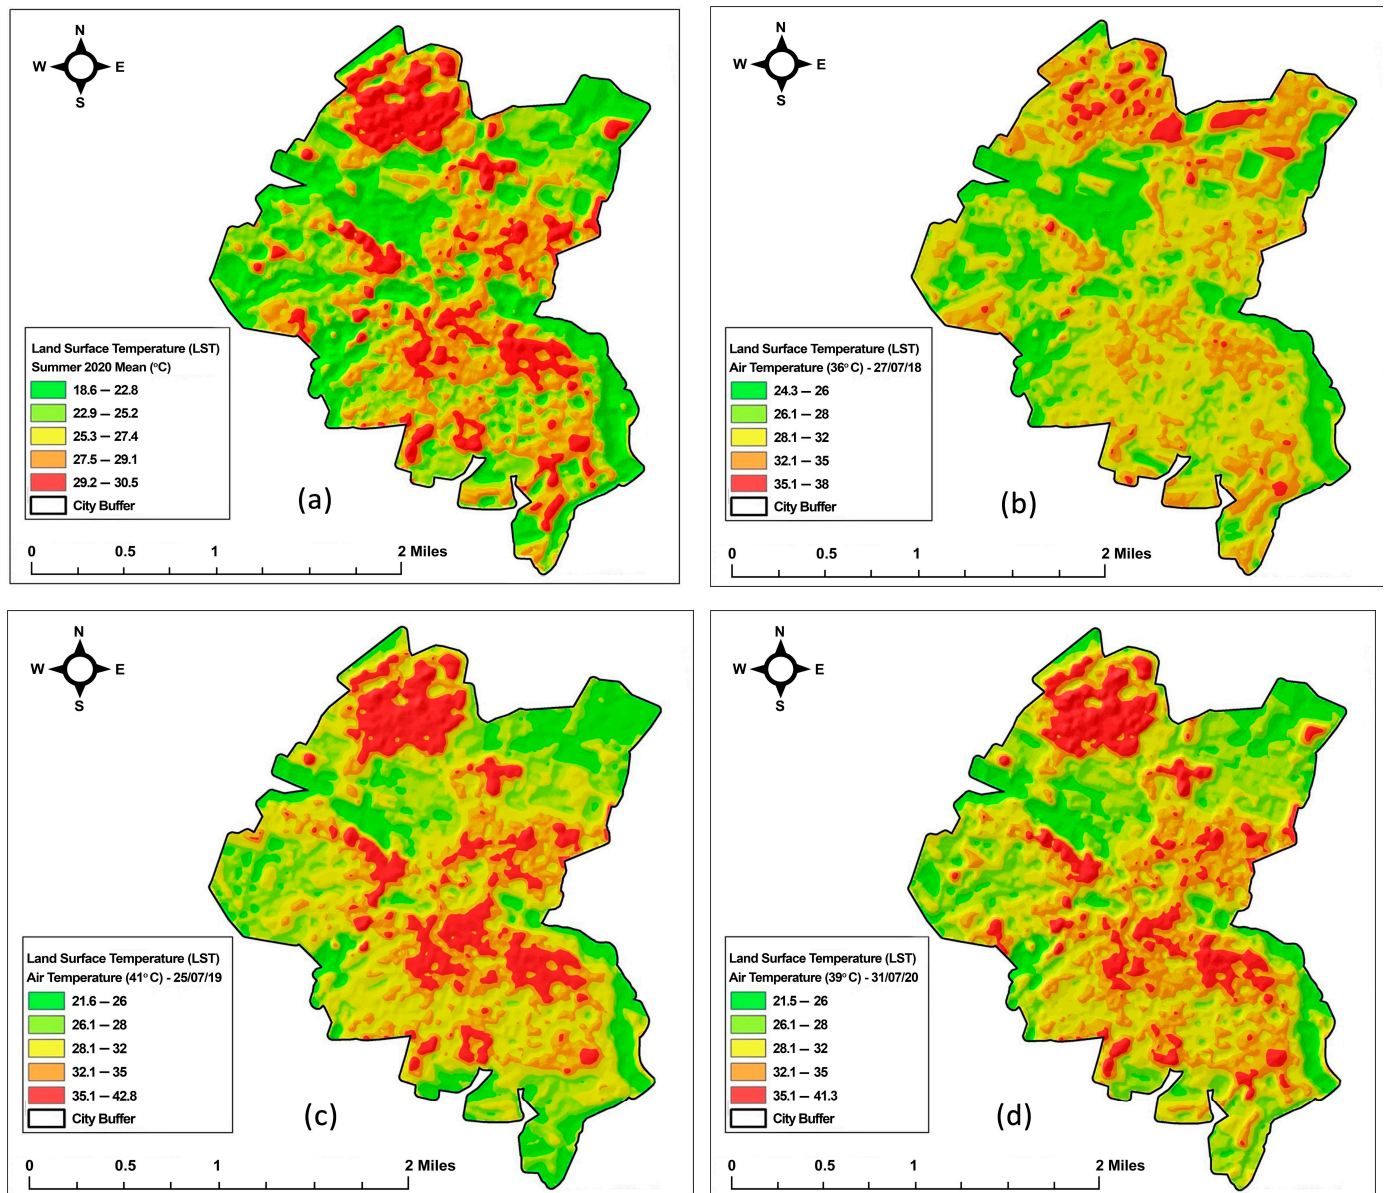 N
W E
S
Land Surface Temperature (LST)
Summer 2020 Mean (°C)
18.6 — 22.8
22.9 — 25.2
25.3 — 27.4
27.5 — 29.1
29.2 — 30.5
City Buffer
(a)
0 0.5 1 2 Miles
N
W E
S
Land Surface Temperature (LST)
Air Temperature (36° C) - 27/07/18
24.3 — 26
26.1 — 28
28.1 — 32
32.1 — 35
35.1 — 38
City Buffer
(b)
0 0.5 1 2 Miles
N
W E
S
Land Surface Temperature (LST)
Air Temperature (41° C) - 25/07/19
21.6 — 26
26.1 — 28
28.1 — 32
32.1 — 35
35.1 — 42.8
City Buffer
(c)
0 0.5 1 2 Miles
N
W E
S
Land Surface Temperature (LST)
Air Temperature (39° C) - 31/07/20
21.5 — 26
26.1 — 28
28.1 — 32
32.1 — 35
35.1 — 41.3
City Buffer
(d)
0 0.5 1 2 Miles